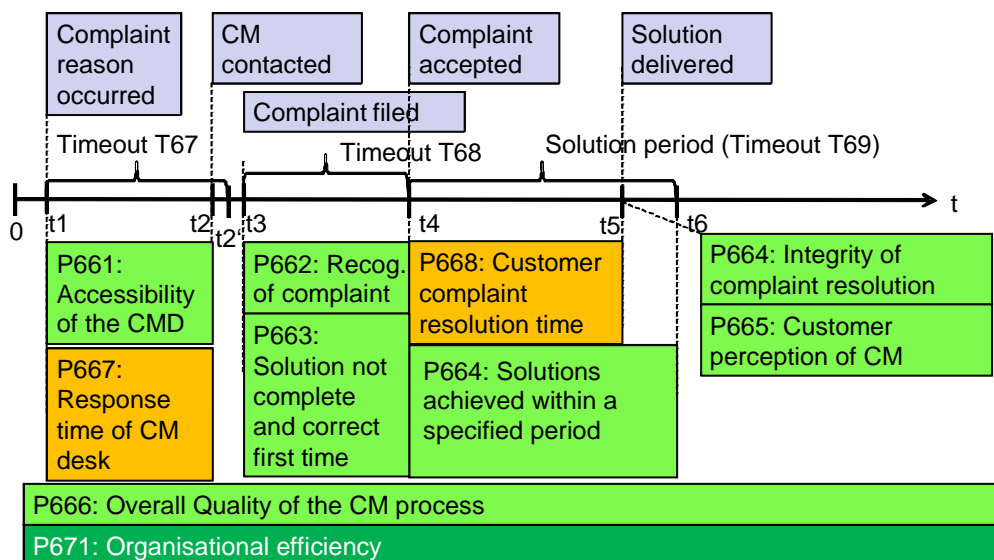 Complaint
reason
occurred
CM
contacted
Complaint
accepted
Solution
delivered
Complaint filed
Timeout T67
Timeout T68
Solution period (Timeout T69)
t
0
t1
t2
t2'
t3
t4
t5
t6
P661:
Accessibility
of the CMD
P662: Recog.
of complaint
P668: Customer
complaint
resolution time
P664: Integrity of
complaint resolution
P665: Customer
perception of CM
P667:
Response
time of CM
desk
P663:
Solution not
complete
and correct
first time
P664: Solutions
achieved within a
specified period
P666: Overall Quality of the CM process
P671: Organisational efficiency